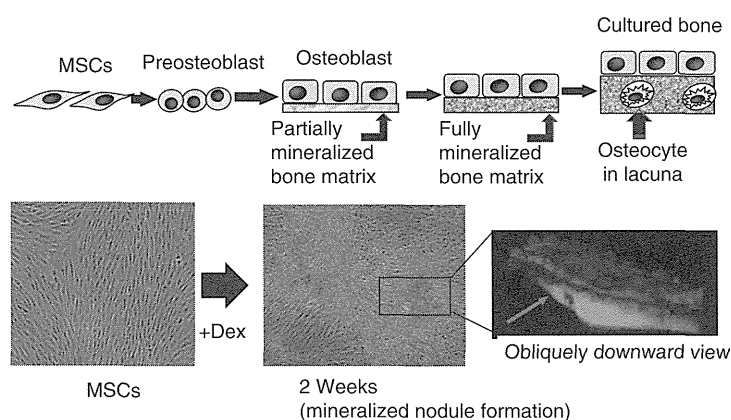 MSCs
Preosteoblast
Osteoblast
Cultured bone
Partially
mineralized
bone matrix
Fully
mineralized
bone matrix
Osteocyte
in lacuna
+Dex
MSCs
2 Weeks
(mineralized nodule formation)
Obliquely downward view